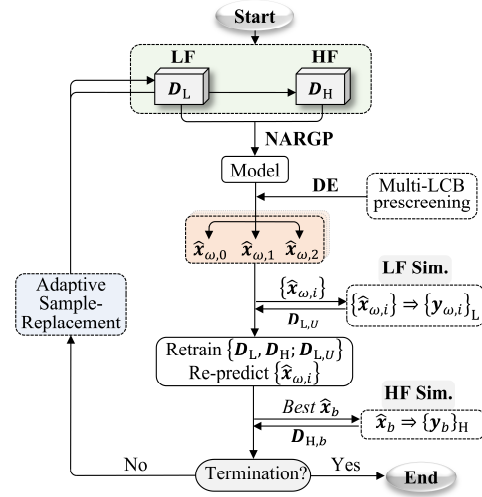 Start
LF
HF
D_L
D_H
NARGP
Model
DE
Multi-LCB
prescreening
x̂_ω,0
x̂_ω,1
x̂_ω,2
LF Sim.
{x̂_ω,i}
D_L,U
{x̂_ω,i} ⇒ {y_ω,i}_L
Adaptive
Sample-
Replacement
Retrain {D_L, D_H; D_L,U}
Re-predict {x̂_ω,i}
HF Sim.
Best x̂_b
D_H,b
x̂_b ⇒ {y_b}_H
No
Termination?
Yes
End